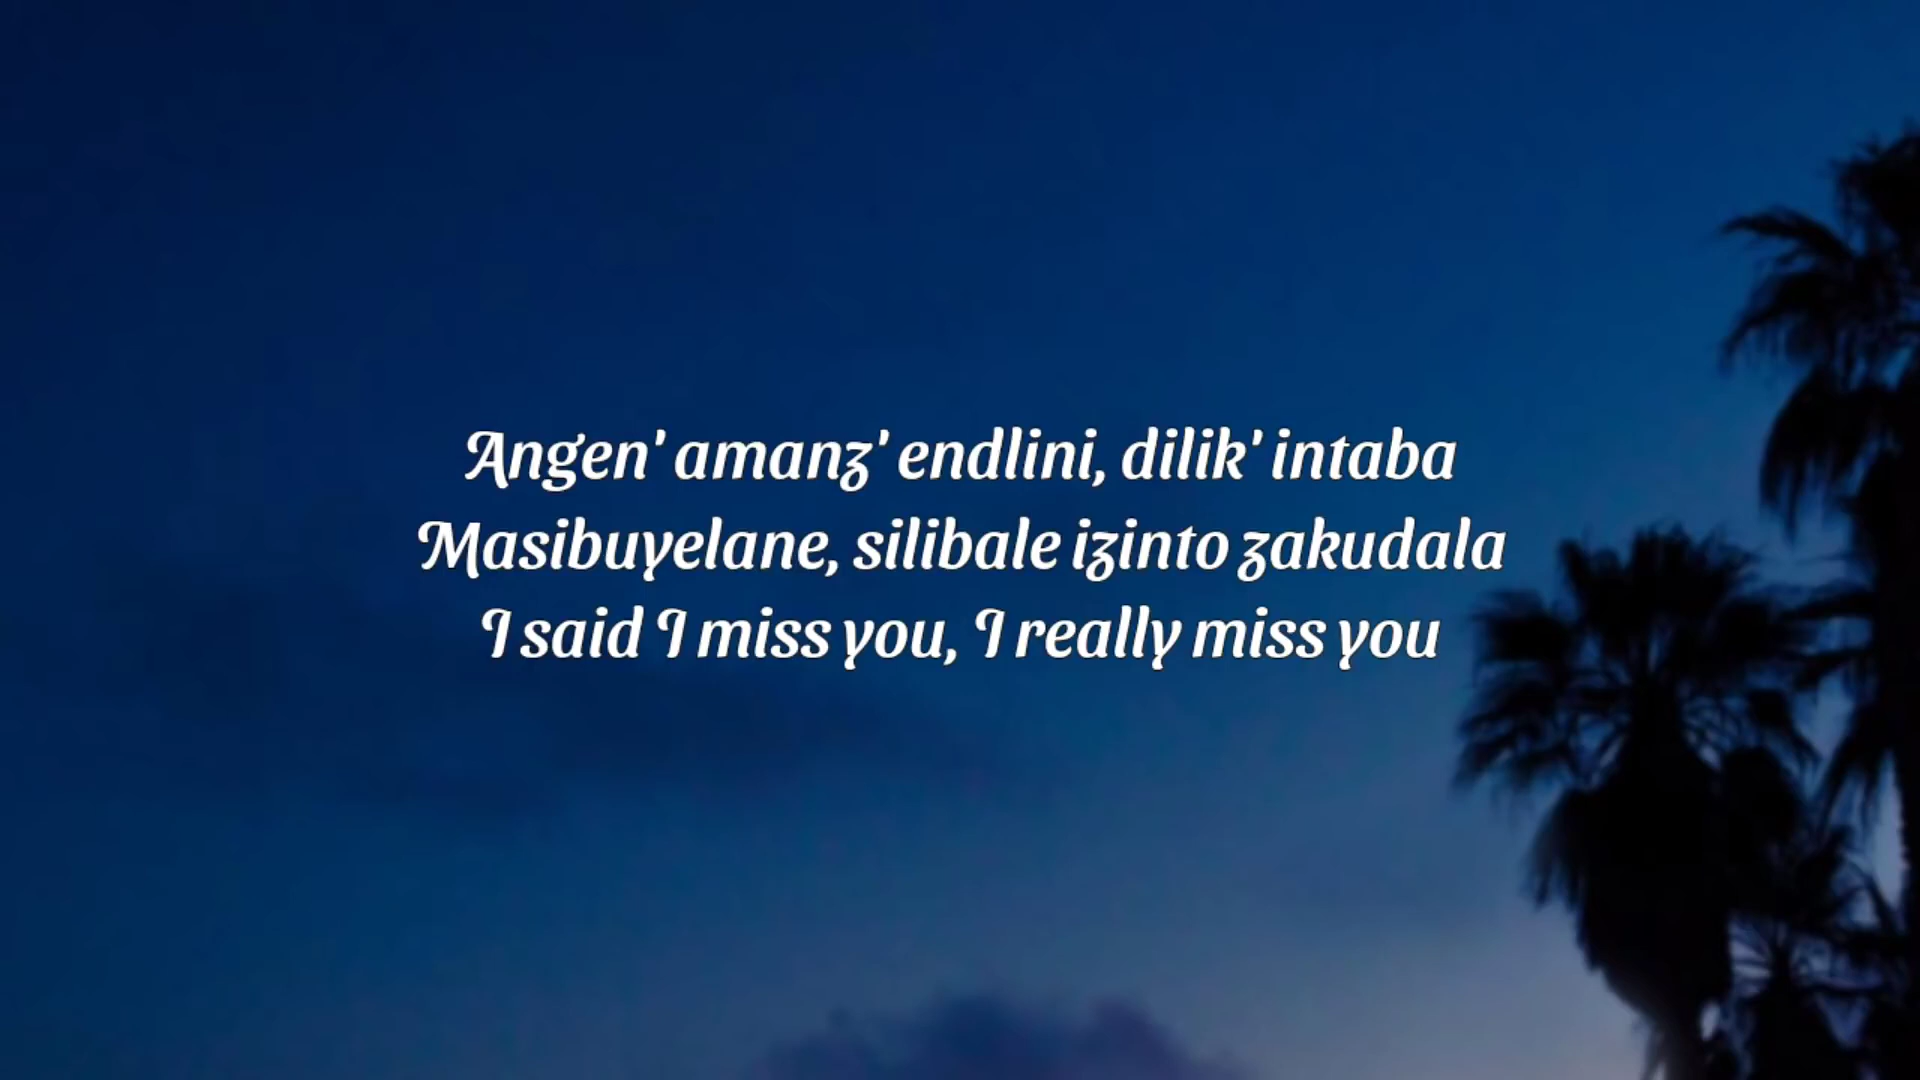 Angen' amanz' endlini, dilik' intaba
Masibuyelane, silibale izinto zakudala
I said I miss you, I really miss you